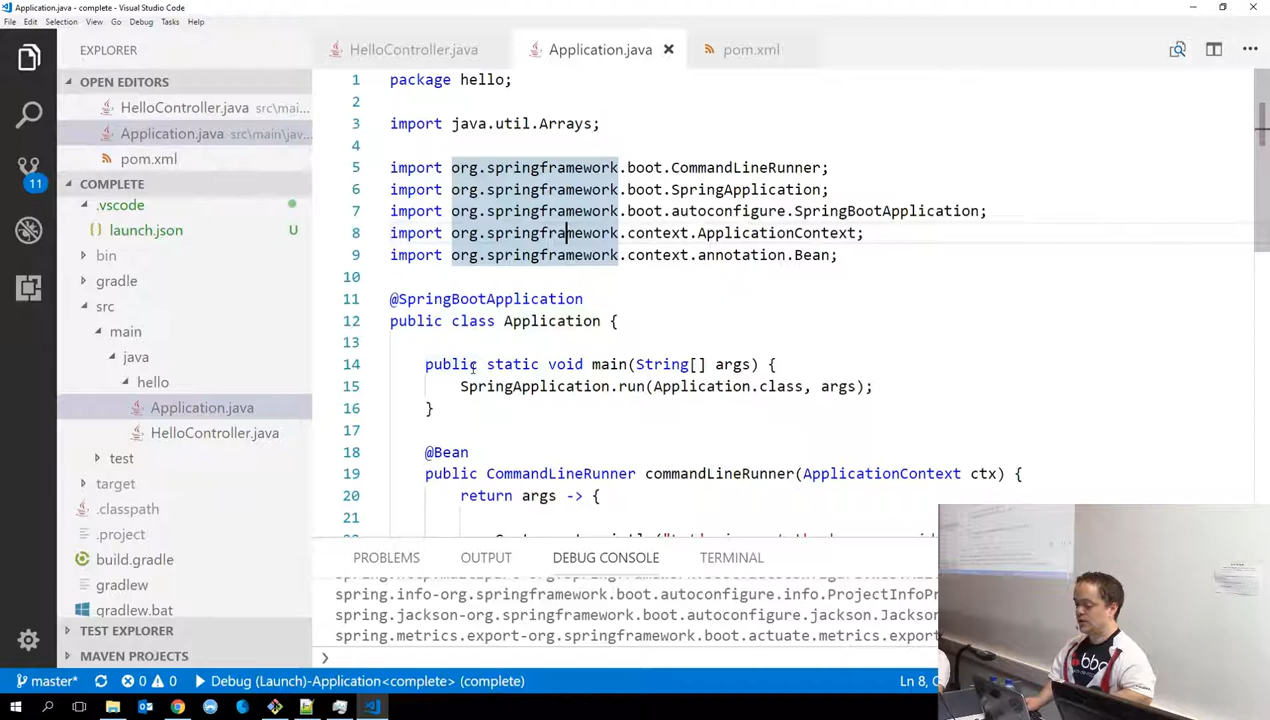 Application.java - complete - Visual Studio Code
File Edit Selection View Go Debug Tasks Help
EXPLORER
HelloController.java
Application.java
pom.xml
OPEN EDITORS
HelloController.java src\mai...
Application.java src\main\jav...
pom.xml
COMPLETE
.vscode
launch.json U
bin
gradle
src
main
java
hello
Application.java
HelloController.java
test
target
.classpath
.project
build.gradle
gradlew
gradlew.bat
TEST EXPLORER
MAVEN PROJECTS
11
1 package hello;
2
3 import java.util.Arrays;
4
5 import org.springframework.boot.CommandLineRunner;
6 import org.springframework.boot.SpringApplication;
7 import org.springframework.boot.autoconfigure.SpringBootApplication;
8 import org.springframework.context.ApplicationContext;
9 import org.springframework.context.annotation.Bean;
10
11 @SpringBootApplication
12 public class Application {
13
14 public static void main(String[] args) {
15 SpringApplication.run(Application.class, args);
16 }
17
18 @Bean
19 public CommandLineRunner commandLineRunner(ApplicationContext ctx) {
20 return args -> {
21
PROBLEMS OUTPUT DEBUG CONSOLE TERMINAL
spring.info-org.springframework.boot.autoconfigure.info.ProjectInfoPr
spring.jackson-org.springframework.boot.autoconfigure.jackson.Jackson
spring.metrics.export-org.springframework.boot.actuate.metrics.export
master* 0 0 Debug (Launch)-Application<complete> (complete) Ln 8, C
bbc